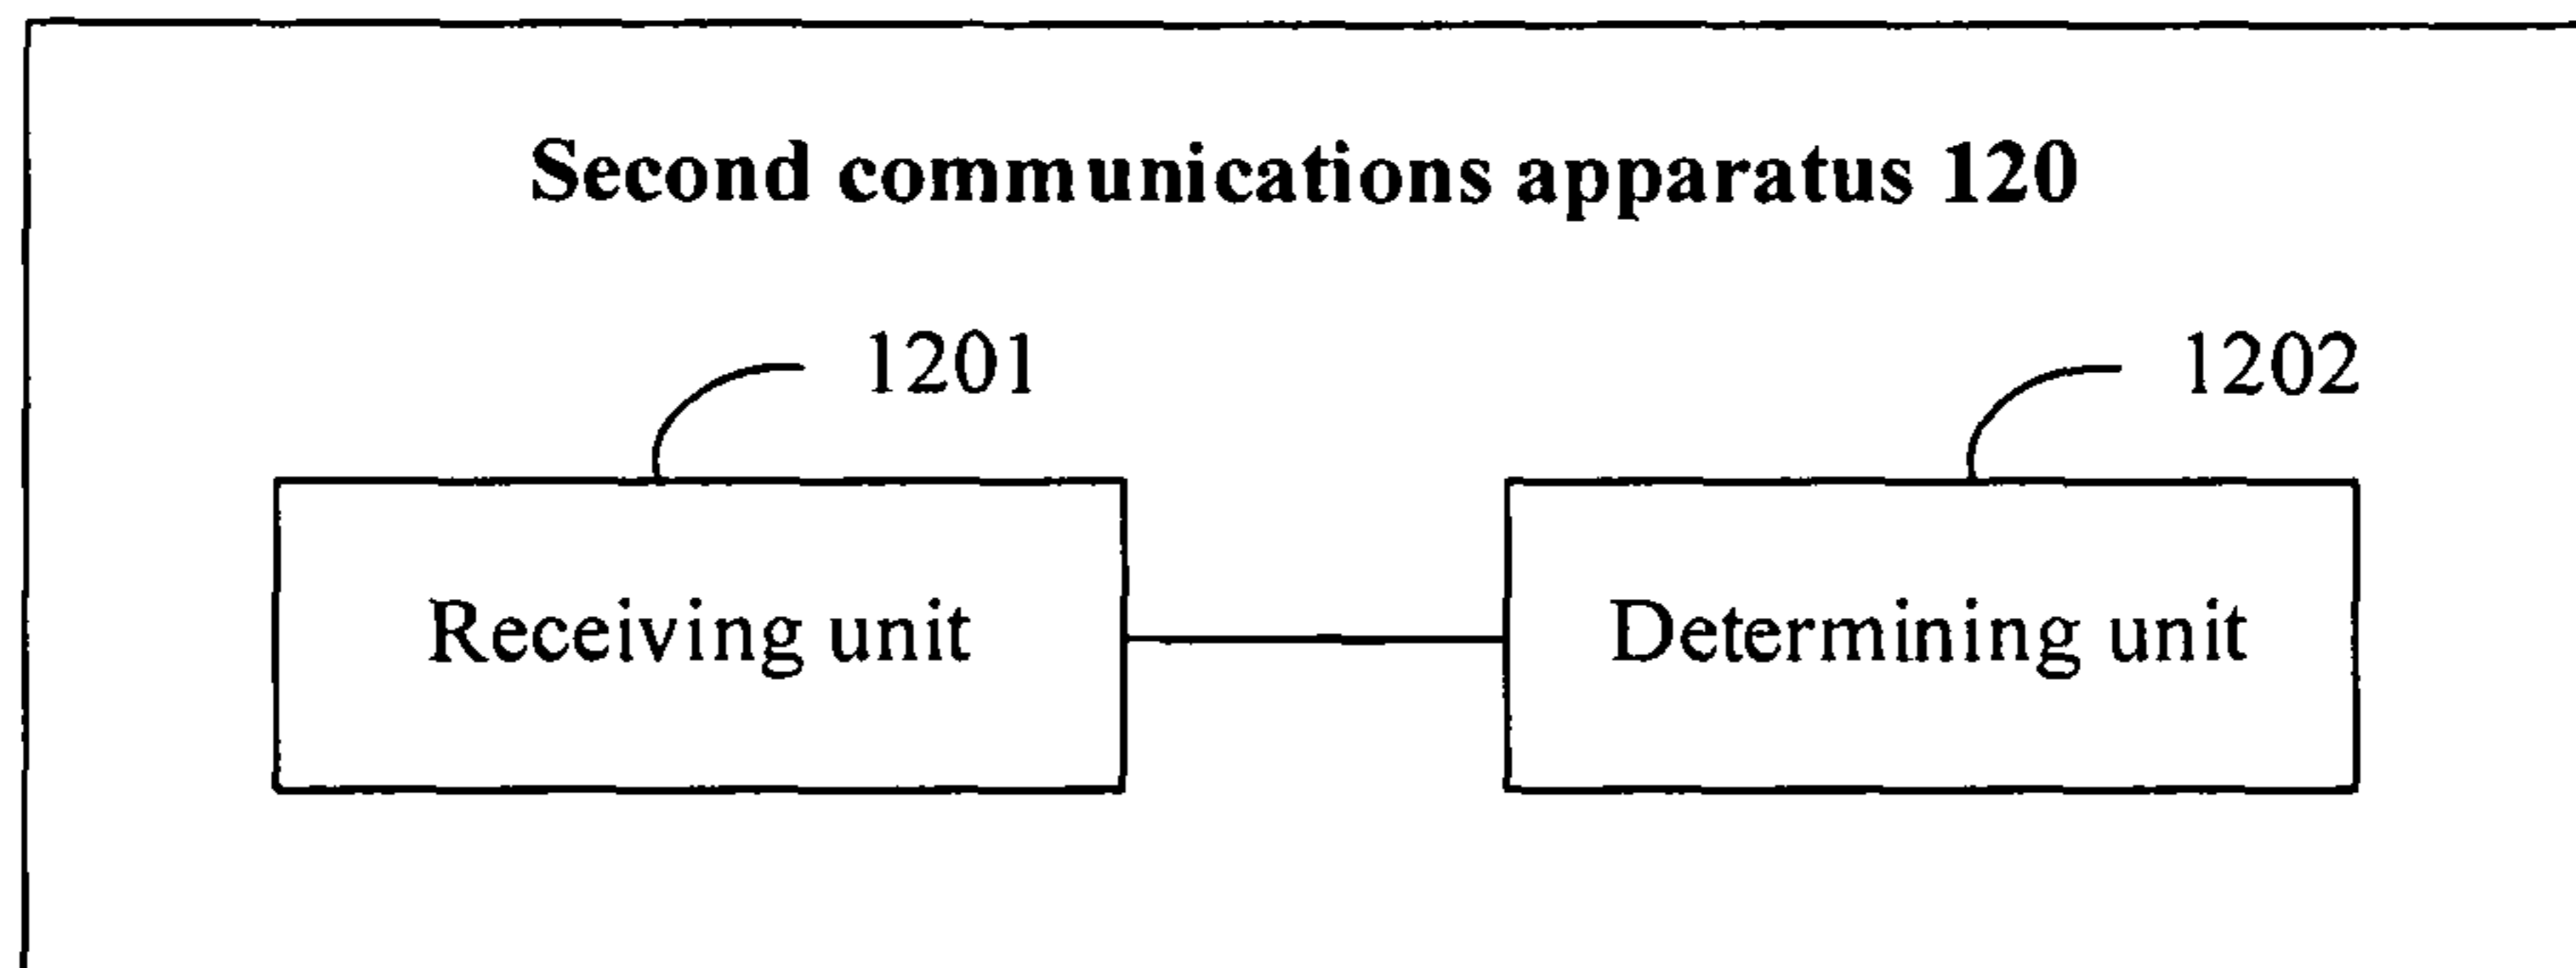 Second communications apparatus 120
1201
1202
Receiving unit
Determining unit